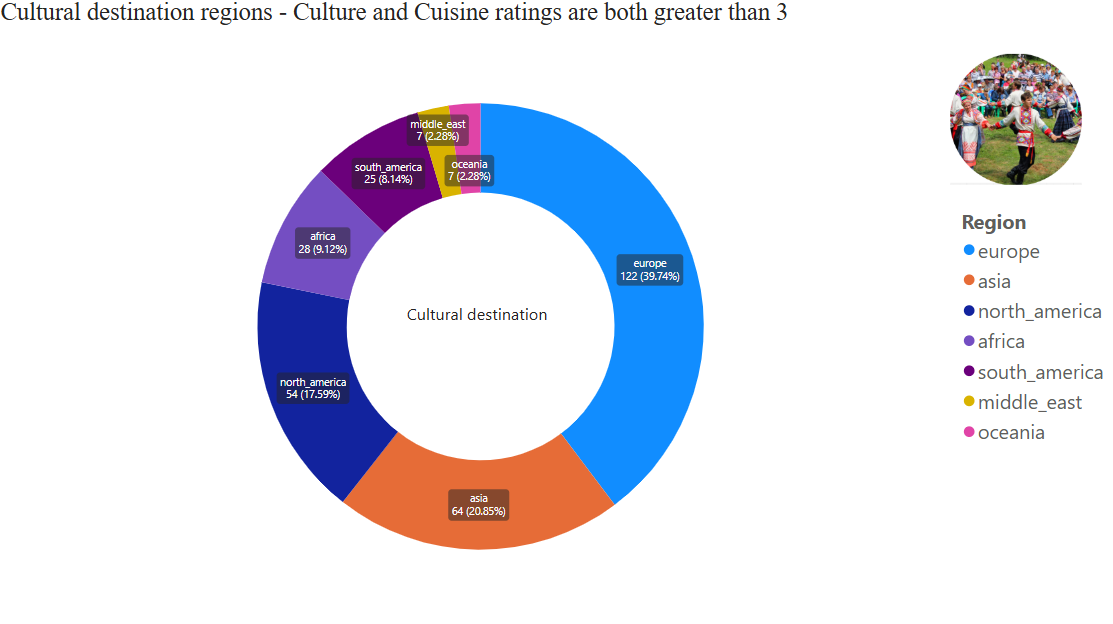 Cultural destination regions - Culture and Cuisine ratings are both greater than 3
middle_east
7 (2.28%)
oceania
7 (2.28%)
south_america
25 (8.14%)
africa
28 (9.12%)
europe
122 (39.74%)
Cultural destination
north_america
54 (17.59%)
asia
64 (20.85%)
Region
europe
asia
north_america
africa
south_america
middle_east
oceania